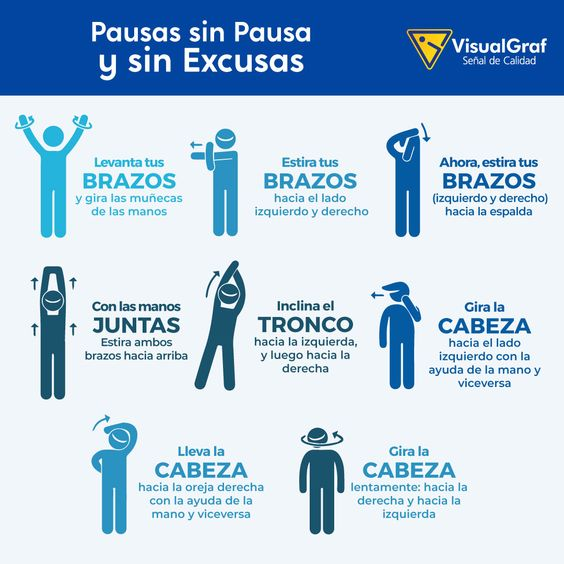 Pausas sin Pausa
y sin Excusas
VisualGraf
Señal de Calidad
Levanta tus
BRAZOS
y gira las muñecas
de las manos
Estira tus
BRAZOS
hacia el lado
izquierdo y derecho
Ahora, estira tus
BRAZOS
(izquierdo y derecho)
hacia la espalda
Con las manos
JUNTAS
Estira ambos
brazos hacia arriba
Inclina el
TRONCO
hacia la izquierda,
y luego hacia la
derecha
Gira la
CABEZA
hacia el lado
izquierdo con la
ayuda de la mano y
viceversa
Lleva la
CABEZA
hacia la oreja derecha
con la ayuda de la
mano y viceversa
Gira la
CABEZA
lentamente: hacia la
derecha y hacia la
izquierda